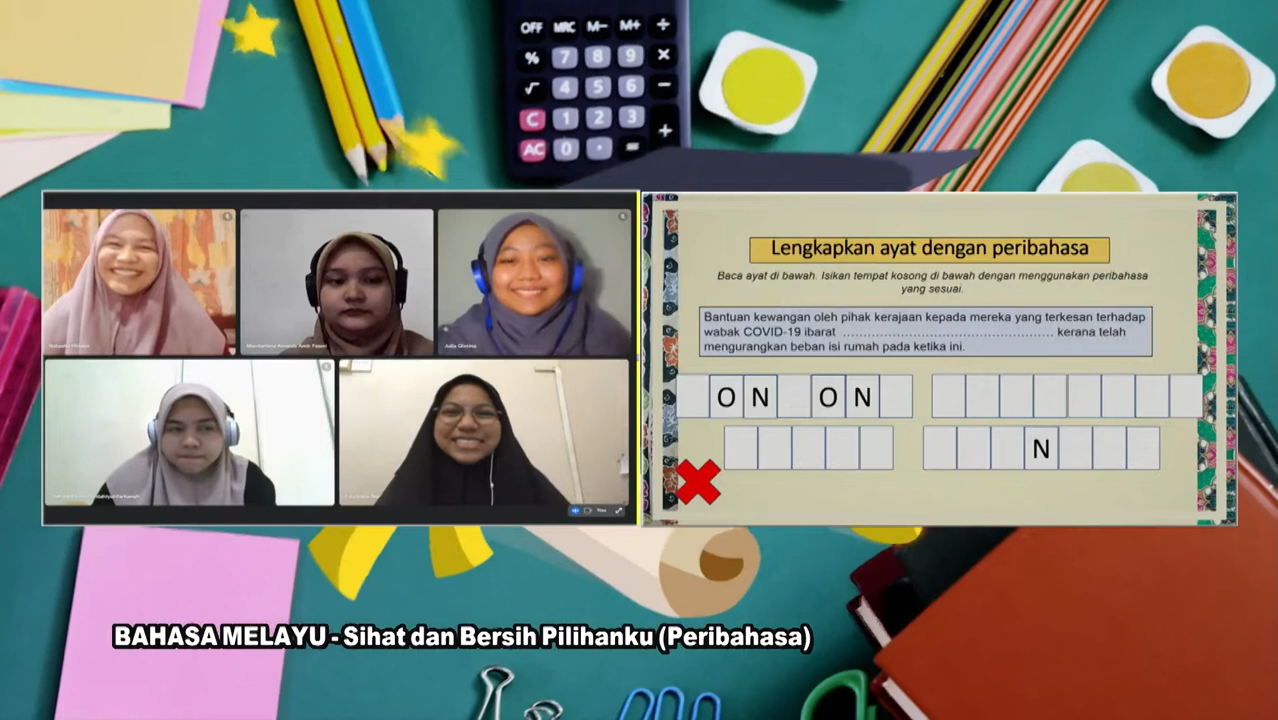 OFF MRC M− M+ +
% 7 8 9 ×
√ 4 5 6 −
C 1 2 3 +
AC 0 · =
Lengkapkan ayat dengan peribahasa
Baca ayat di bawah. Isikan tempat kosong di bawah dengan menggunakan peribahasa
yang sesuai.
Bantuan kewangan oleh pihak kerajaan kepada mereka yang terkesan terhadap
wabak COVID-19 ibarat ........................................................ kerana telah
mengurangkan beban isi rumah pada ketika ini.
O N O N
N
You
BAHASA MELAYU - Sihat dan Bersih Pilihanku (Peribahasa)